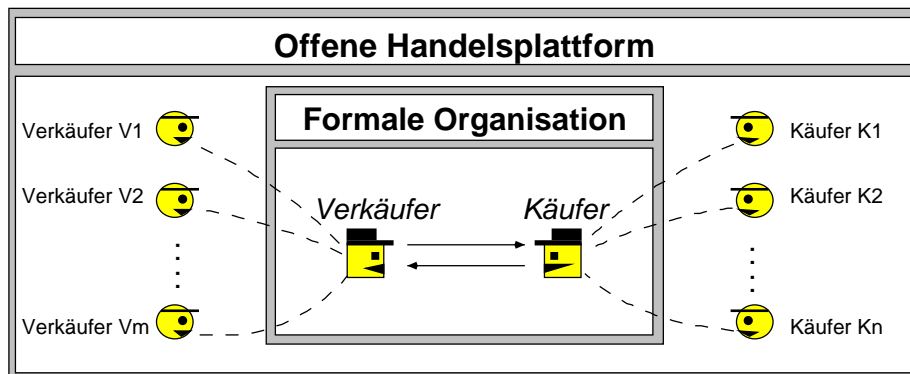 Offene Handelsplattform
Formale Organisation
Verkäufer V1
Käufer K1
Verkäufer V2
Verkäufer
Käufer
Käufer K2
Verkäufer Vm
Käufer Kn